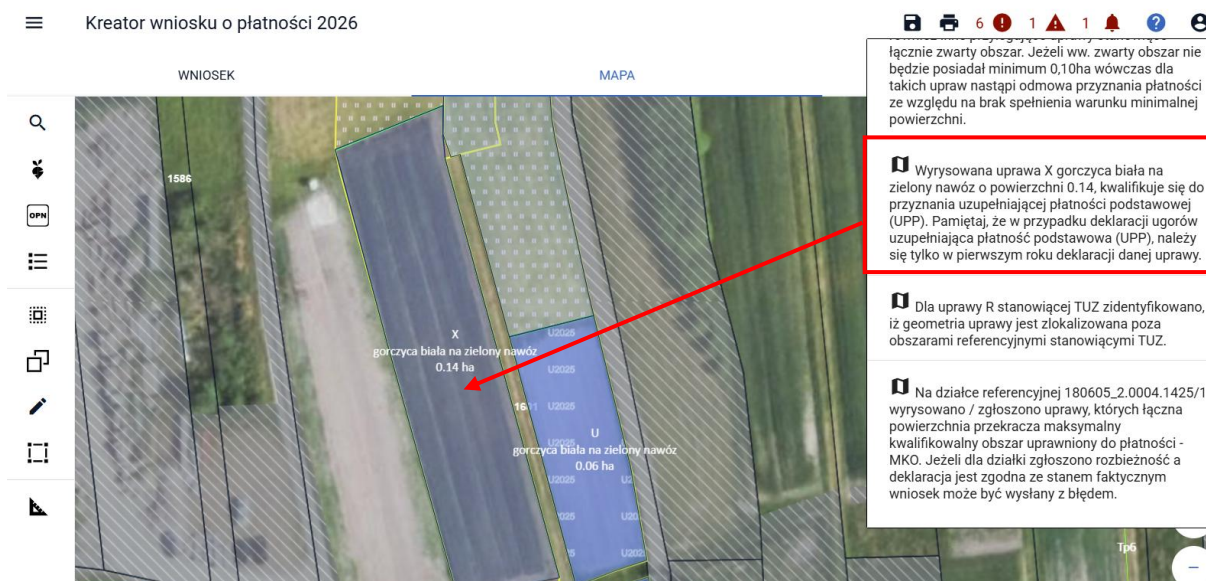 Kreator wniosku o płatności 2026
6
1
1
WNIOSEK
MAPA
OPN
1586
X
gorczyca biała na zielony nawóz
0.14 ha
U2025
U2025
U2025
U
gorczyca biała na zielony nawóz
0.06 ha
U2025
Tp6
łącznie zwarty obszar. Jeżeli ww. zwarty obszar nie
będzie posiadał minimum 0,10ha wówczas dla
takich upraw nastąpi odmowa przyznania płatności
ze względu na brak spełnienia warunku minimalnej
powierzchni.
Wyrysowana uprawa X gorczyca biała na
zielony nawóz o powierzchni 0.14, kwalifikuje się do
przyznania uzupełniającej płatności podstawowej
(UPP). Pamiętaj, że w przypadku deklaracji ugorów
uzupełniająca płatność podstawowa (UPP), należy
się tylko w pierwszym roku deklaracji danej uprawy.
Dla uprawy R stanowiącej TUZ zidentyfikowano,
iż geometria uprawy jest zlokalizowana poza
obszarami referencyjnymi stanowiącymi TUZ.
Na działce referencyjnej 180605_2.0004.1425/1
wyrysowano / zgłoszono uprawy, których łączna
powierzchnia przekracza maksymalny
kwalifikowalny obszar uprawniony do płatności -
MKO. Jeżeli dla działki zgłoszono rozbieżność a
deklaracja jest zgodna ze stanem faktycznym
wniosek może być wysłany z błędem.